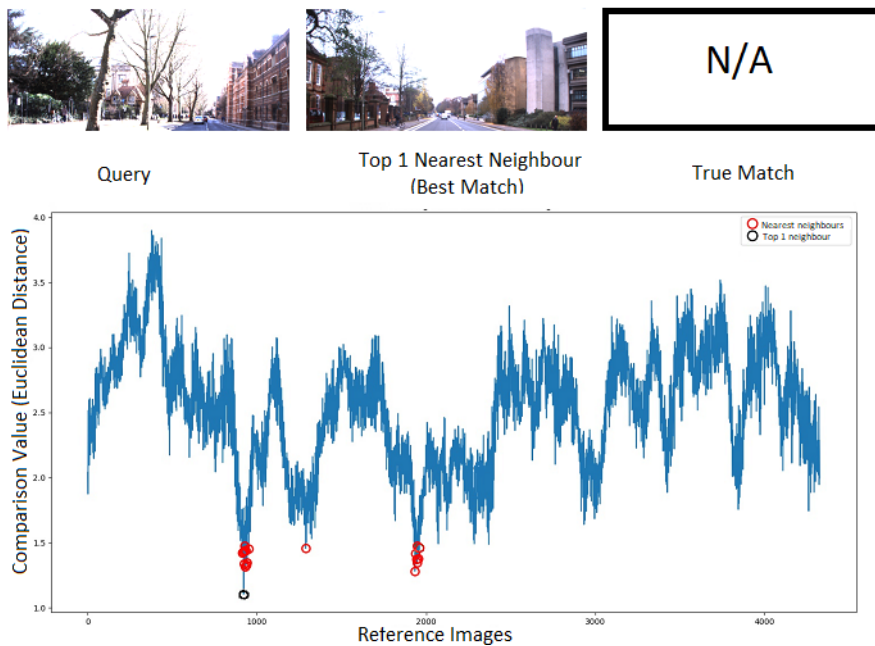 N/A
Query
Top 1 Nearest Neighbour
(Best Match)
True Match
Comparison Value (Euclidean Distance)
4.0
3.5
3.0
2.5
2.0
1.5
1.0
Nearest neighbours
Top 1 neighbour
0
1000
2000
3000
4000
Reference Images